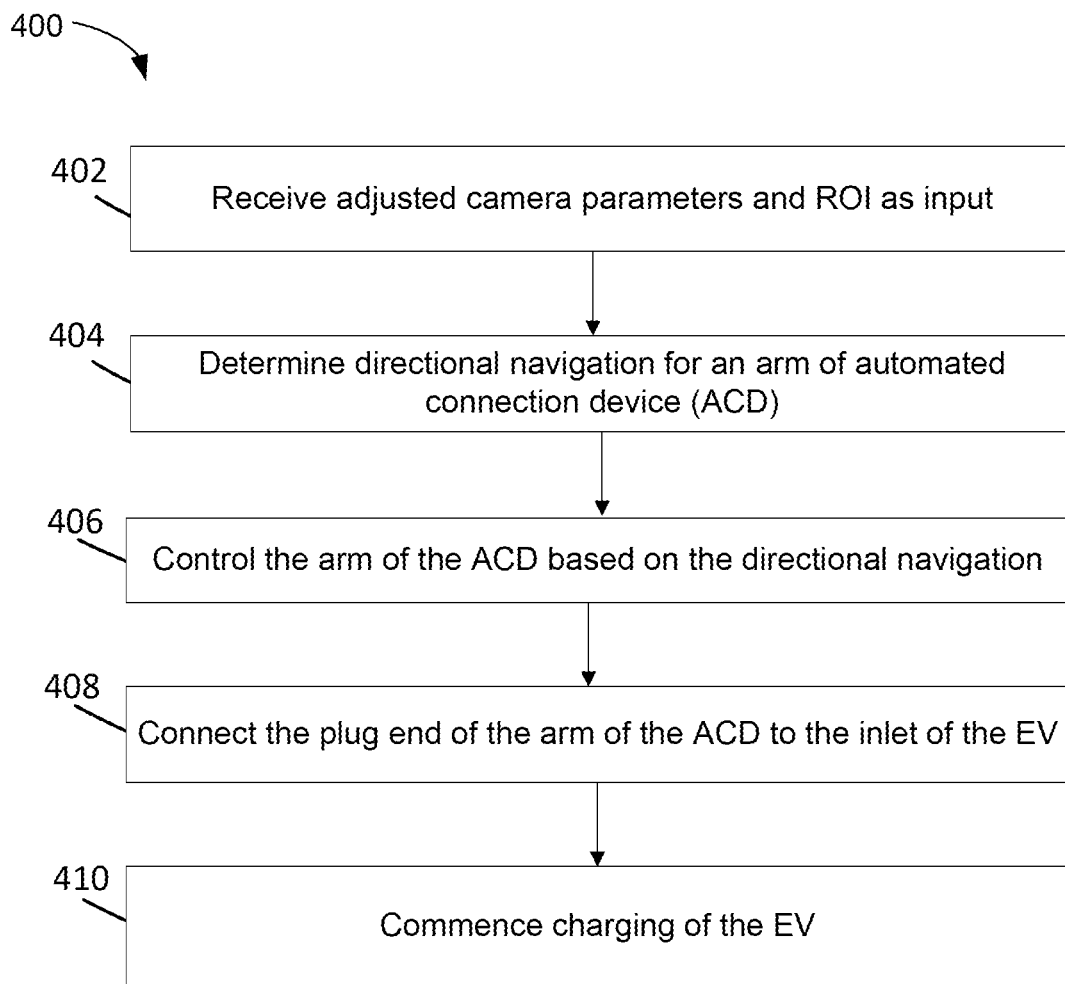 400
402
Receive adjusted camera parameters and ROI as input
404
Determine directional navigation for an arm of automated
connection device (ACD)
406
Control the arm of the ACD based on the directional navigation
408
Connect the plug end of the arm of the ACD to the inlet of the EV
410
Commence charging of the EV